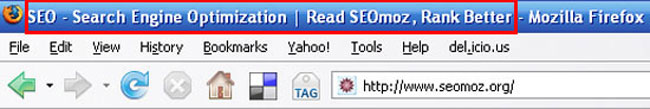 SEO - Search Engine Optimization | Read SEOmoz, Rank Better - Mozilla Firefox
File Edit View History Bookmarks Yahoo! Tools Help del.icio.us
TAG http://www.seomoz.org/